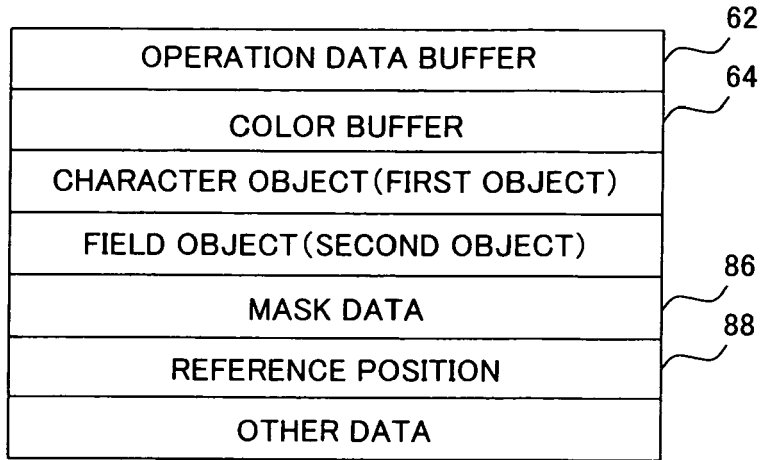 62
OPERATION DATA BUFFER
64
COLOR BUFFER
CHARACTER OBJECT(FIRST OBJECT)
FIELD OBJECT(SECOND OBJECT)
86
MASK DATA
88
REFERENCE POSITION
OTHER DATA